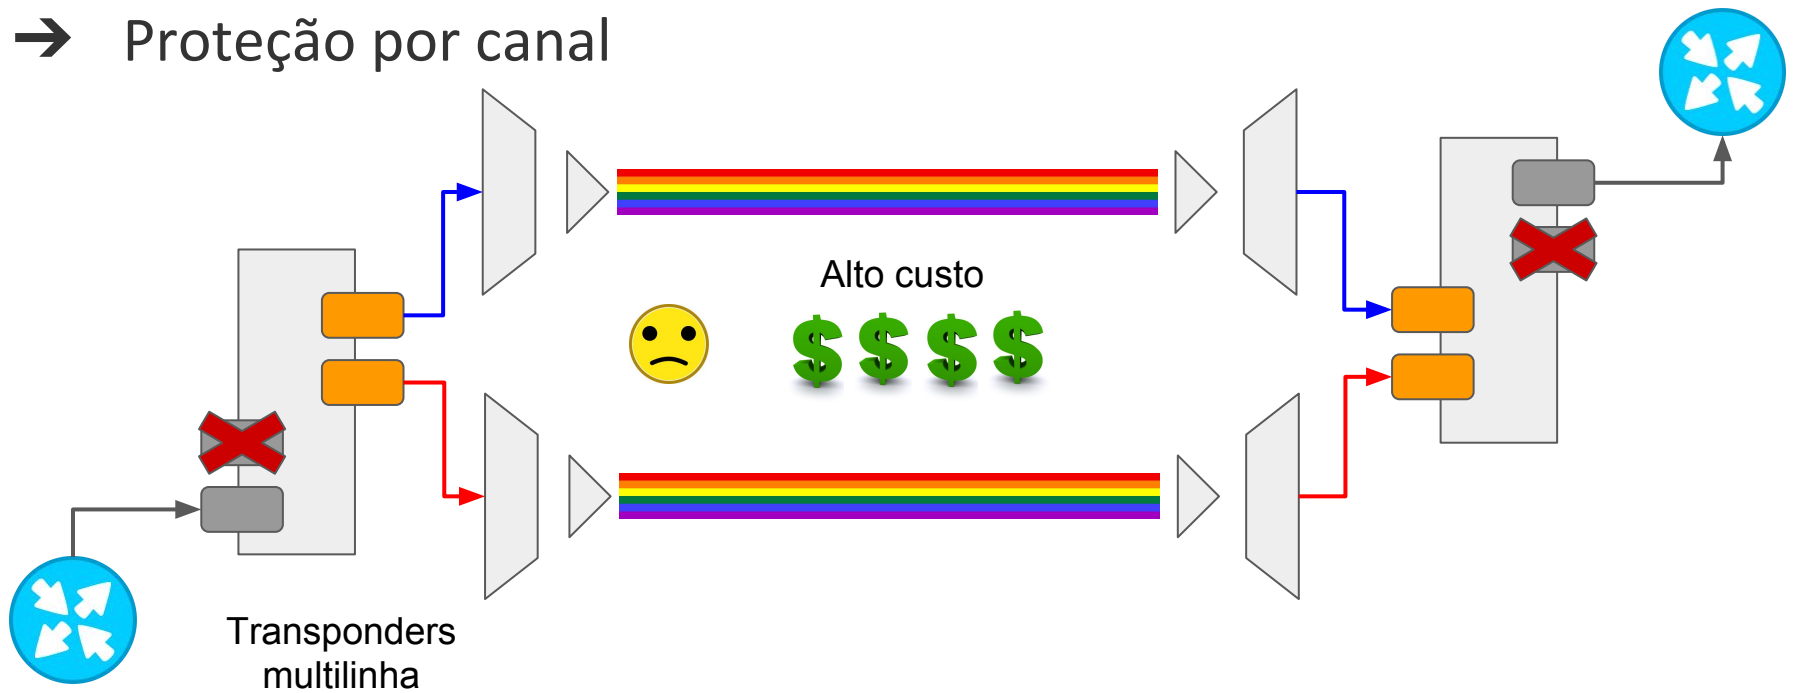 ➔ Proteção por canal
Alto custo
$ $ $ $
Transponders
multilinha